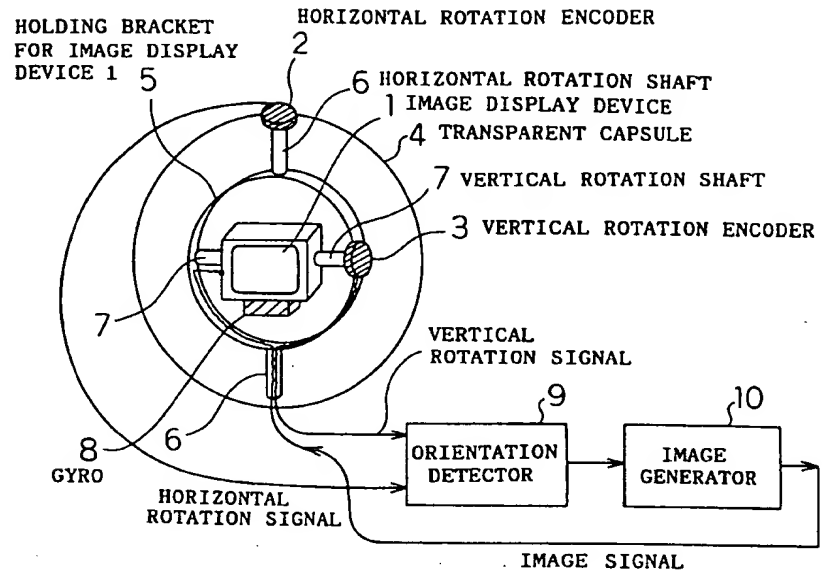 HORIZONTAL ROTATION ENCODER
HOLDING BRACKET
FOR IMAGE DISPLAY
DEVICE 1
2
5
6 HORIZONTAL ROTATION SHAFT
1 IMAGE DISPLAY DEVICE
4 TRANSPARENT CAPSULE
7 VERTICAL ROTATION SHAFT
3 VERTICAL ROTATION ENCODER
7
VERTICAL
ROTATION SIGNAL
6
8
GYRO
9
10
ORIENTATION
DETECTOR
IMAGE
GENERATOR
HORIZONTAL
ROTATION SIGNAL
IMAGE SIGNAL